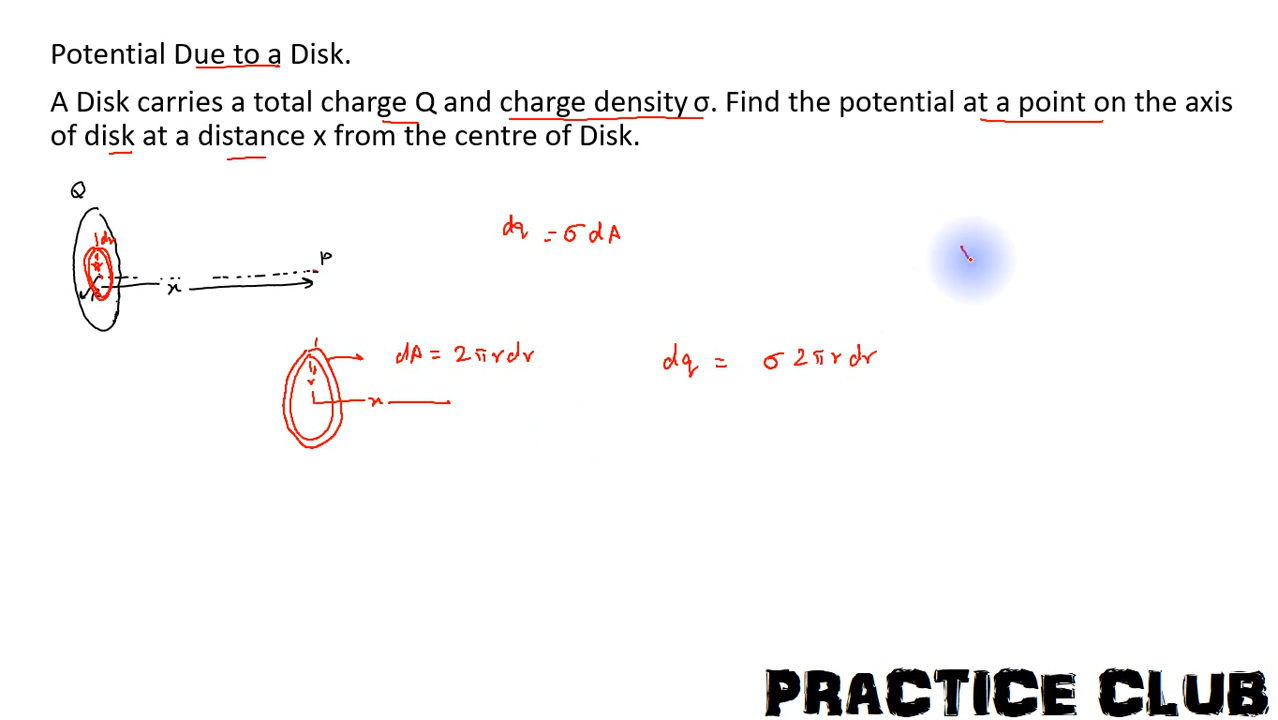 Potential Due to a Disk.
A Disk carries a total charge Q and charge density σ. Find the potential at a point on the axis
of disk at a distance x from the centre of Disk.
Q
dq = σ dA
dr
P
r
x
R
dA = 2πr dr
dq = σ 2πr dr
r
x
PRACTICE CLUB